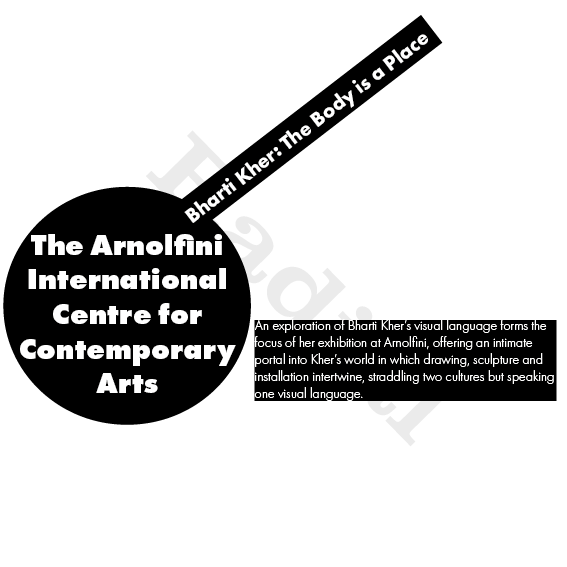 Bharti Kher: The Body is a Place
The Arnolfini
International
Centre for
Contemporary
Arts
An exploration of Bharti Kher's visual language forms the
focus of her exhibition at Arnolfini, offering an intimate
portal into Kher's world in which drawing, sculpture and
installation intertwine, straddling two cultures but speaking
one visual language.